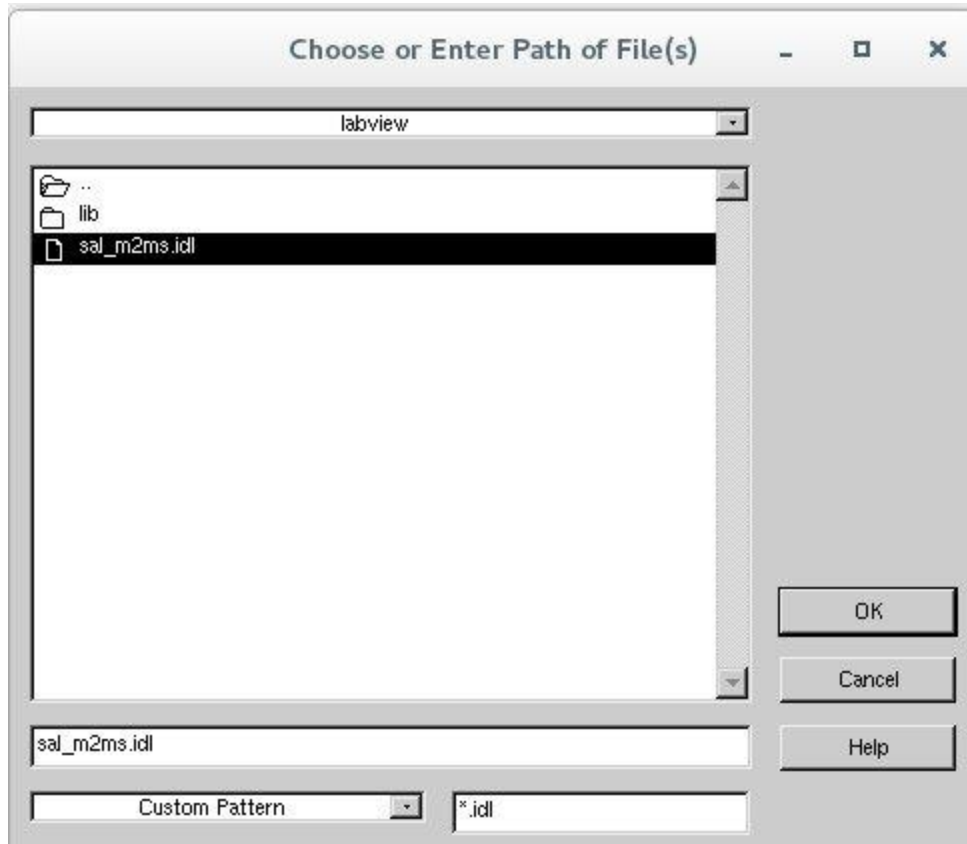 Choose or Enter Path of File(s)
labview
..
lib
sal_m2ms.idl
OK
Cancel
sal_m2ms.idl
Help
Custom Pattern
*.idl